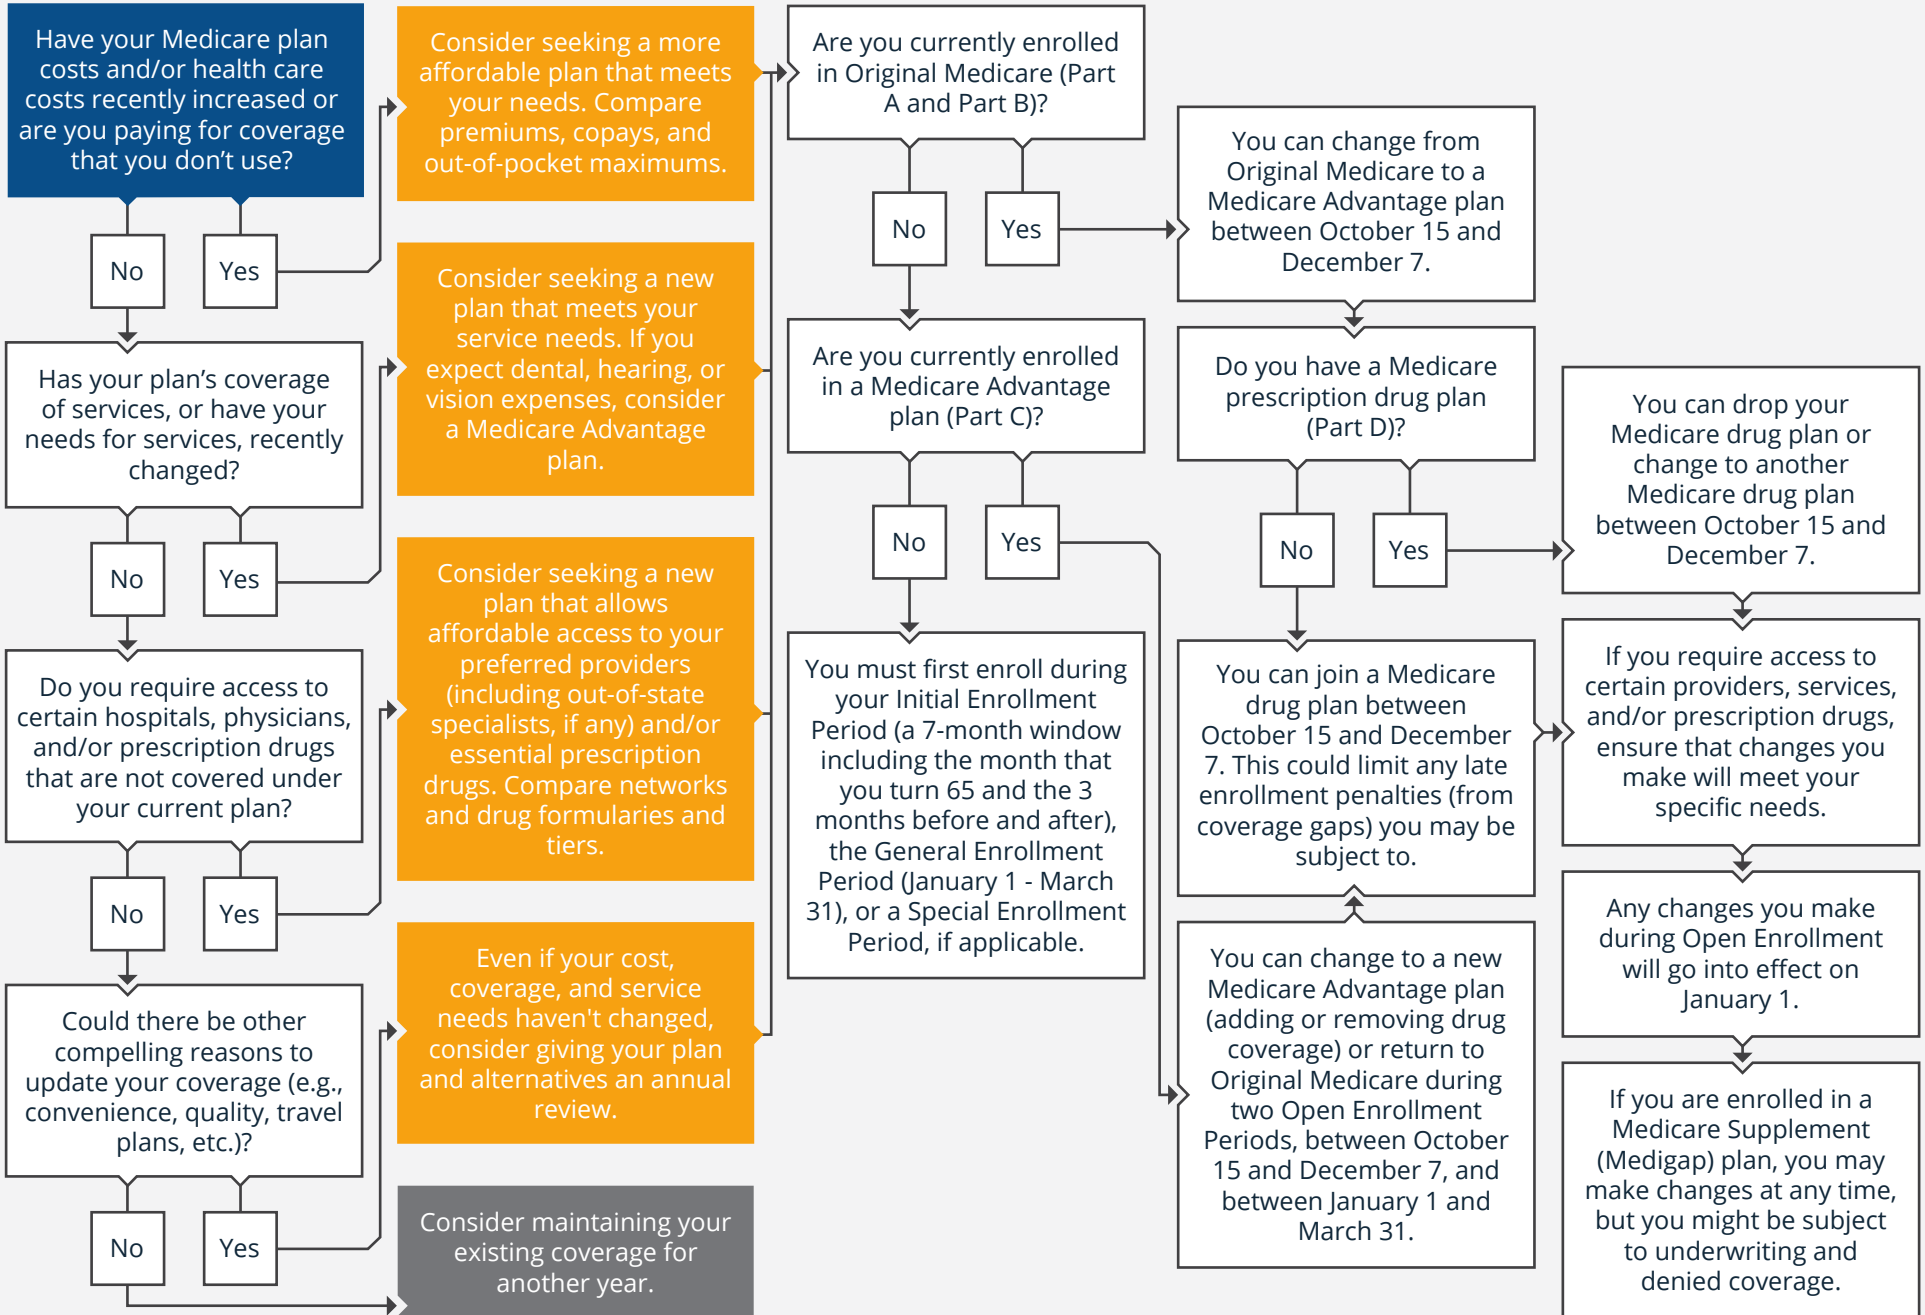 Have your Medicare plan
costs and/or health care
costs recently increased or
are you paying for coverage
that you don’t use?
No
Yes
Has your plan’s coverage
of services, or have your
needs for services, recently
changed?
No
Yes
Do you require access to
certain hospitals, physicians,
and/or prescription drugs
that are not covered under
your current plan?
No
Yes
Could there be other
compelling reasons to
update your coverage (e.g.,
convenience, quality, travel
plans, etc.)?
No
Yes
Consider seeking a more
affordable plan that meets
your needs. Compare
premiums, copays, and
out-of-pocket maximums.
Consider seeking a new
plan that meets your
service needs. If you
expect dental, hearing, or
vision expenses, consider
a Medicare Advantage
plan.
Consider seeking a new
plan that allows
affordable access to your
preferred providers
(including out-of-state
specialists, if any) and/or
essential prescription
drugs. Compare networks
and drug formularies and
tiers.
Even if your cost,
coverage, and service
needs haven't changed,
consider giving your plan
and alternatives an annual
review.
Consider maintaining your
existing coverage for
another year.
Are you currently enrolled
in Original Medicare (Part
A and Part B)?
No
Yes
Are you currently enrolled
in a Medicare Advantage
plan (Part C)?
No
Yes
You must first enroll during
your Initial Enrollment
Period (a 7-month window
including the month that
you turn 65 and the 3
months before and after),
the General Enrollment
Period (January 1 - March
31), or a Special Enrollment
Period, if applicable.
You can change from
Original Medicare to a
Medicare Advantage plan
between October 15 and
December 7.
Do you have a Medicare
prescription drug plan
(Part D)?
No
Yes
You can join a Medicare
drug plan between
October 15 and December
7. This could limit any late
enrollment penalties (from
coverage gaps) you may be
subject to.
You can change to a new
Medicare Advantage plan
(adding or removing drug
coverage) or return to
Original Medicare during
two Open Enrollment
Periods, between October
15 and December 7, and
between January 1 and
March 31.
You can drop your
Medicare drug plan or
change to another
Medicare drug plan
between October 15 and
December 7.
If you require access to
certain providers, services,
and/or prescription drugs,
ensure that changes you
make will meet your
specific needs.
Any changes you make
during Open Enrollment
will go into effect on
January 1.
If you are enrolled in a
Medicare Supplement
(Medigap) plan, you may
make changes at any time,
but you might be subject
to underwriting and
denied coverage.